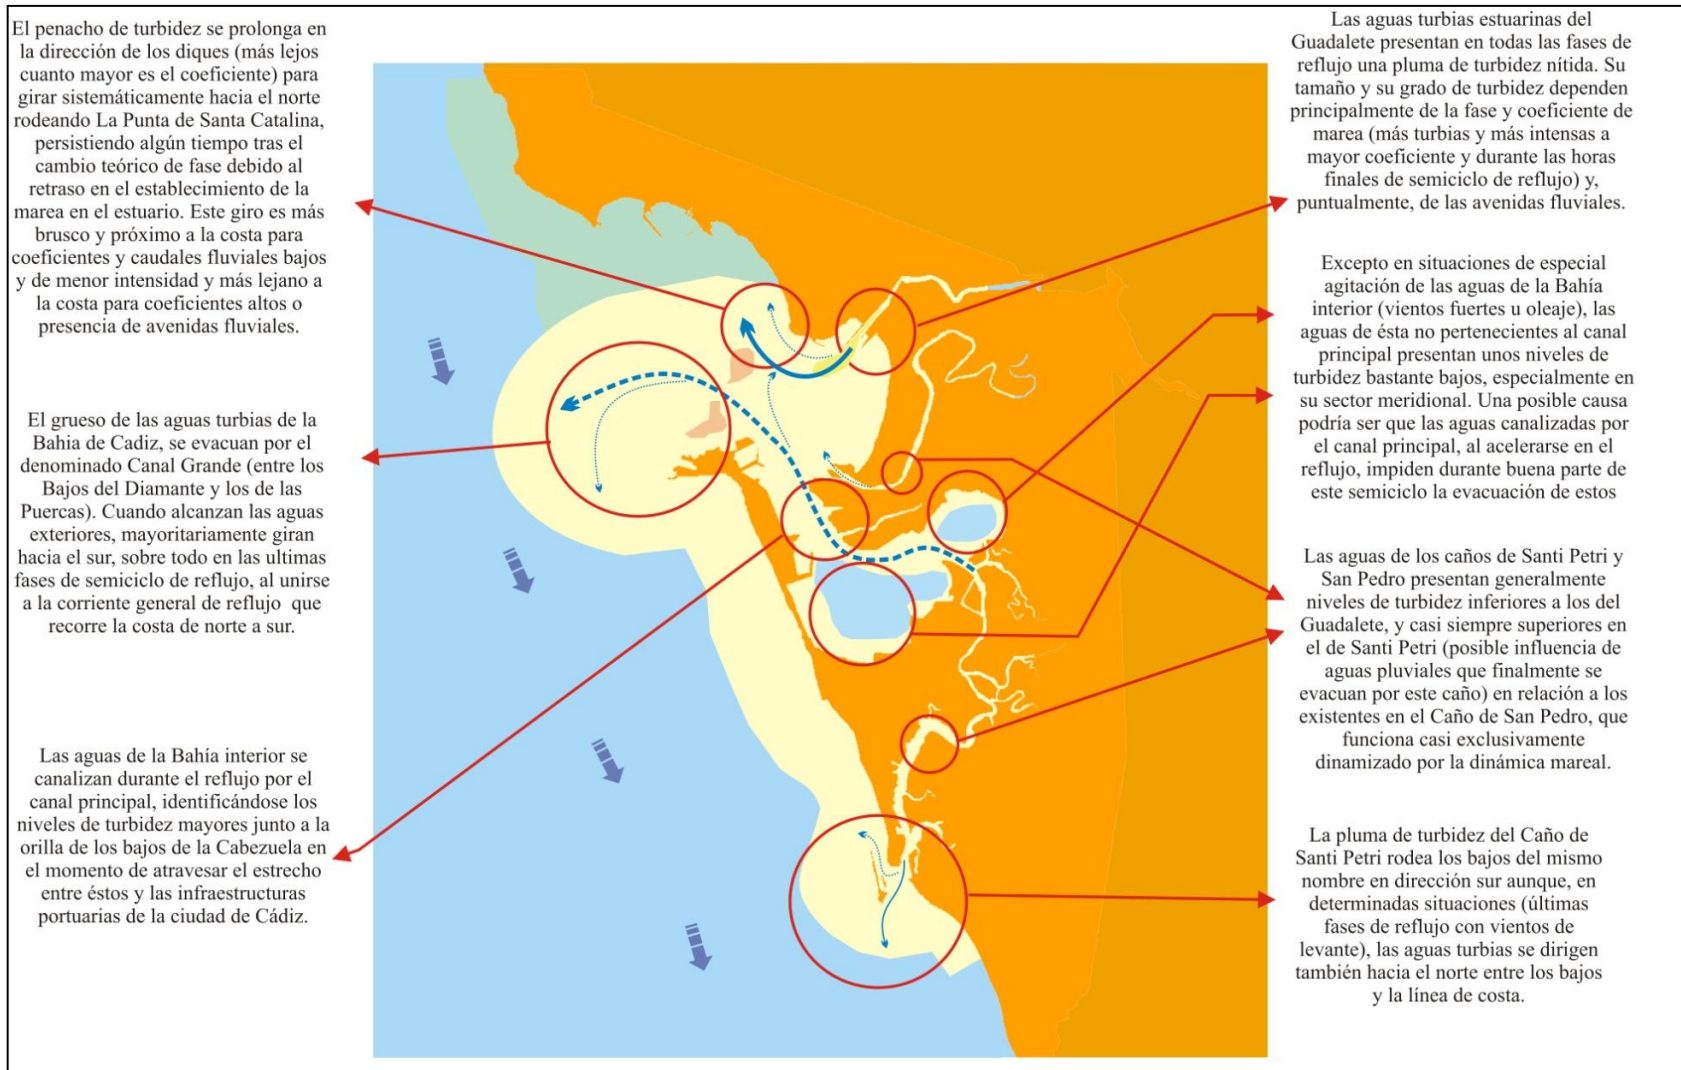 El penacho de turbidez se prolonga en
la dirección de los diques (más lejos
cuanto mayor es el coeficiente) para
girar sistemáticamente hacia el norte
rodeando La Punta de Santa Catalina,
persistiendo algún tiempo tras el
cambio teórico de fase debido al
retraso en el establecimiento de la
marea en el estuario. Este giro es más
brusco y próximo a la costa para
coeficientes y caudales fluviales bajos
y de menor intensidad y más lejano a
la costa para coeficientes altos o
presencia de avenidas fluviales.
El grueso de las aguas turbias de la
Bahia de Cadiz, se evacuan por el
denominado Canal Grande (entre los
Bajos del Diamante y los de las
Puercas). Cuando alcanzan las aguas
exteriores, mayoritariamente giran
hacia el sur, sobre todo en las ultimas
fases de semiciclo de reflujo, al unirse
a la corriente general de reflujo que
recorre la costa de norte a sur.
Las aguas de la Bahía interior se
canalizan durante el reflujo por el
canal principal, identificándose los
niveles de turbidez mayores junto a la
orilla de los bajos de la Cabezuela en
el momento de atravesar el estrecho
entre éstos y las infraestructuras
portuarias de la ciudad de Cádiz.
Las aguas turbias estuarinas del
Guadalete presentan en todas las fases de
reflujo una pluma de turbidez nítida. Su
tamaño y su grado de turbidez dependen
principalmente de la fase y coeficiente de
marea (más turbias y más intensas a
mayor coeficiente y durante las horas
finales de semiciclo de reflujo) y,
puntualmente, de las avenidas fluviales.
Excepto en situaciones de especial
agitación de las aguas de la Bahía
interior (vientos fuertes u oleaje), las
aguas de ésta no pertenecientes al canal
principal presentan unos niveles de
turbidez bastante bajos, especialmente en
su sector meridional. Una posible causa
podría ser que las aguas canalizadas por
el canal principal, al acelerarse en el
reflujo, impiden durante buena parte de
este semiciclo la evacuación de estos
Las aguas de los caños de Santi Petri y
San Pedro presentan generalmente
niveles de turbidez inferiores a los del
Guadalete, y casi siempre superiores en
el de Santi Petri (posible influencia de
aguas pluviales que finalmente se
evacuan por este caño) en relación a los
existentes en el Caño de San Pedro, que
funciona casi exclusivamente
dinamizado por la dinámica mareal.
La pluma de turbidez del Caño de
Santi Petri rodea los bajos del mismo
nombre en dirección sur aunque, en
determinadas situaciones (últimas
fases de reflujo con vientos de
levante), las aguas turbias se dirigen
también hacia el norte entre los bajos
y la línea de costa.